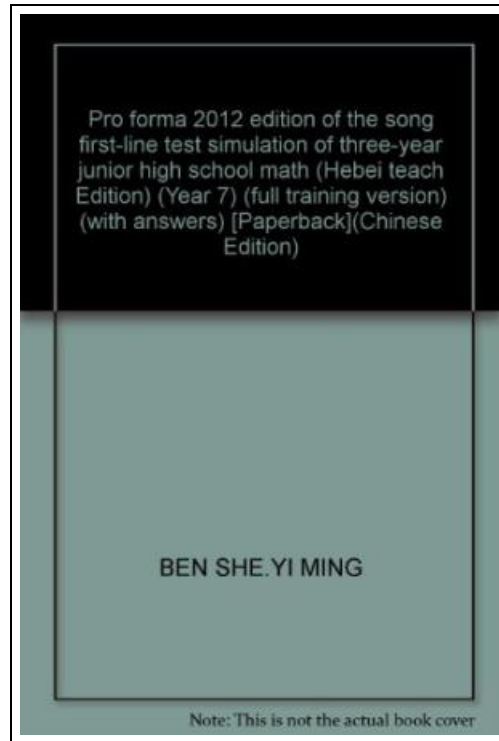 Pro forma 2012 edition of the song
first-line test simulation of three-year
junior high school math (Hebei teach
Edition) (Year 7) (full training version)
(with answers) [Paperback](Chinese
Edition)
BEN SHE.YI MING
Note: This is not the actual book cover